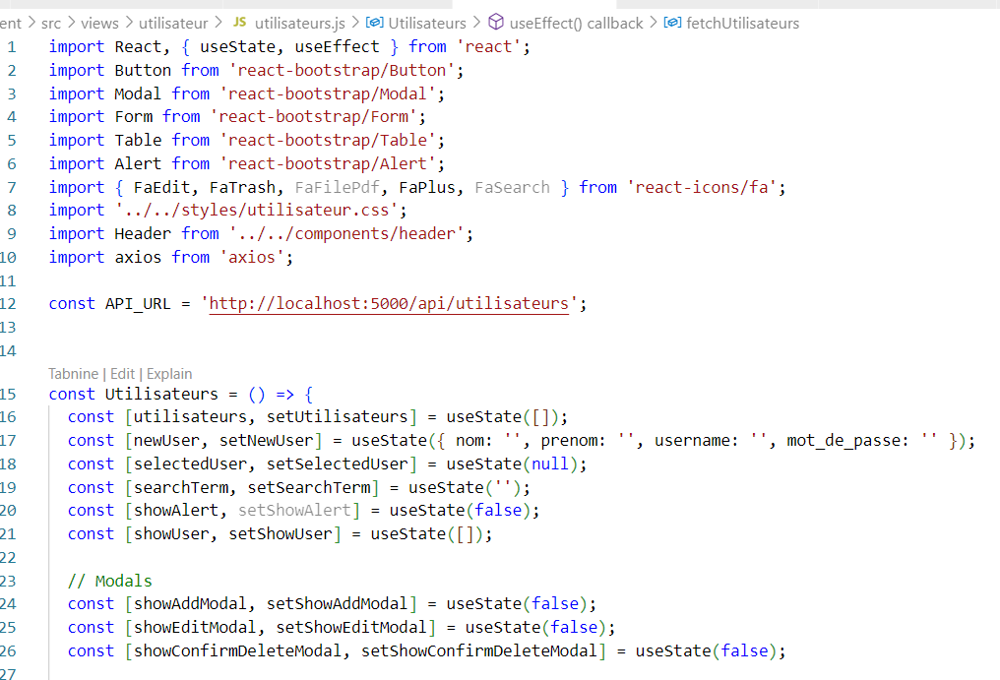 ent > src > views > utilisateur > JS utilisateurs.js > Utilisateurs > useEffect() callback > fetchUtilisateurs
1 import React, { useState, useEffect } from 'react';
2 import Button from 'react-bootstrap/Button';
3 import Modal from 'react-bootstrap/Modal';
4 import Form from 'react-bootstrap/Form';
5 import Table from 'react-bootstrap/Table';
6 import Alert from 'react-bootstrap/Alert';
7 import { FaEdit, FaTrash, FaFilePdf, FaPlus, FaSearch } from 'react-icons/fa';
8 import '../../styles/utilisateur.css';
9 import Header from '../../components/header';
10 import axios from 'axios';
11
12 const API_URL = 'http://localhost:5000/api/utilisateurs';
13
14
Tabnine | Edit | Explain
15 const Utilisateurs = () => {
16 const [utilisateurs, setUtilisateurs] = useState([]);
17 const [newUser, setNewUser] = useState({ nom: '', prenom: '', username: '', mot_de_passe: '' });
18 const [selectedUser, setSelectedUser] = useState(null);
19 const [searchTerm, setSearchTerm] = useState('');
20 const [showAlert, setShowAlert] = useState(false);
21 const [showUser, setShowUser] = useState([]);
22
23 // Modals
24 const [showAddModal, setShowAddModal] = useState(false);
25 const [showEditModal, setShowEditModal] = useState(false);
26 const [showConfirmDeleteModal, setShowConfirmDeleteModal] = useState(false);
27